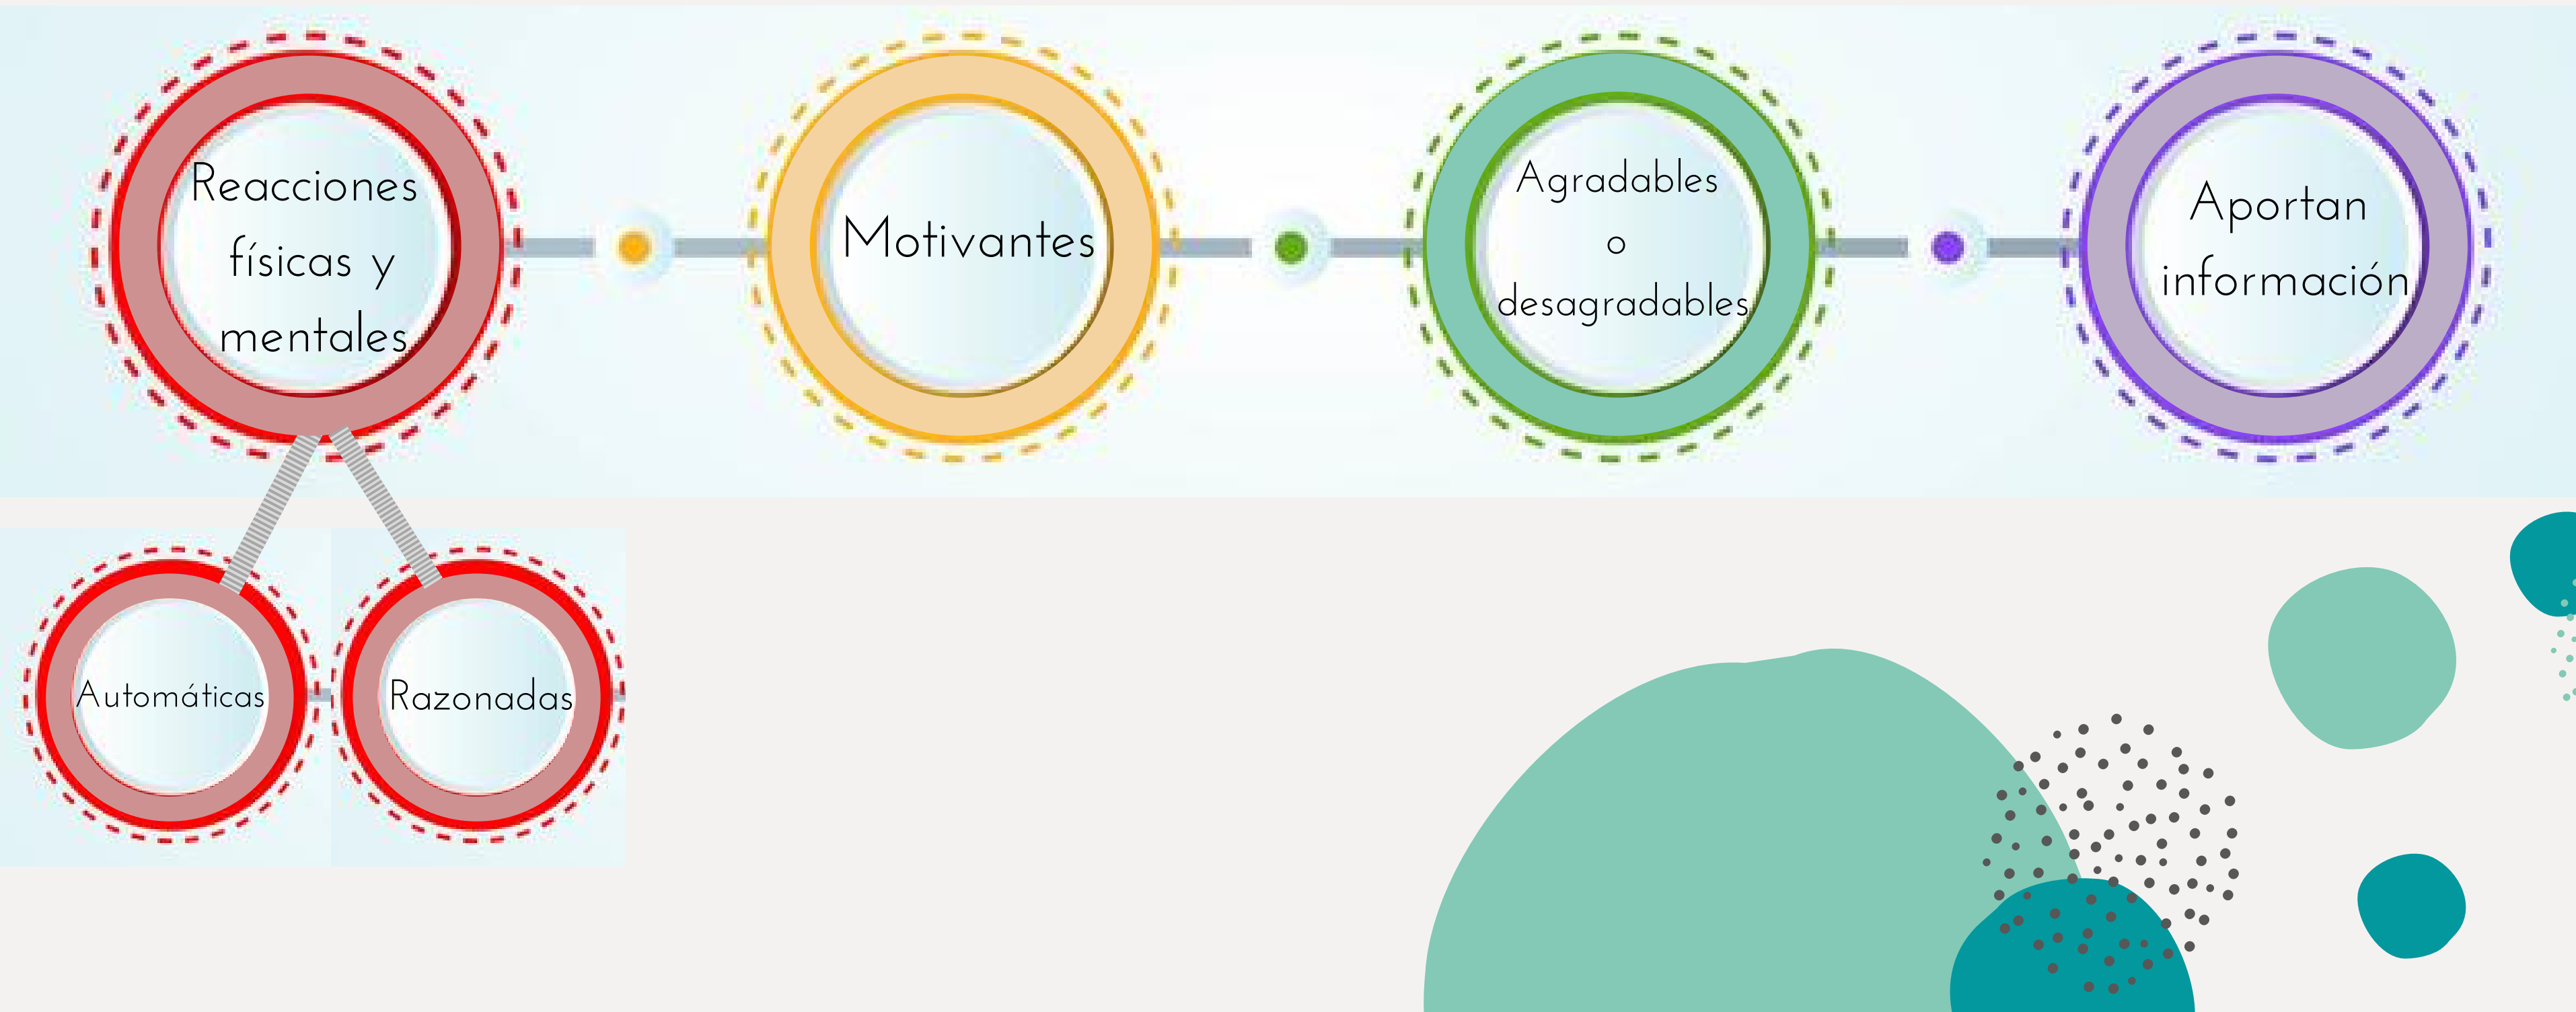 Reacciones
físicas y
mentales
Motivantes
Agradables
o
desagradables
Aportan
información
Automáticas
Razonadas